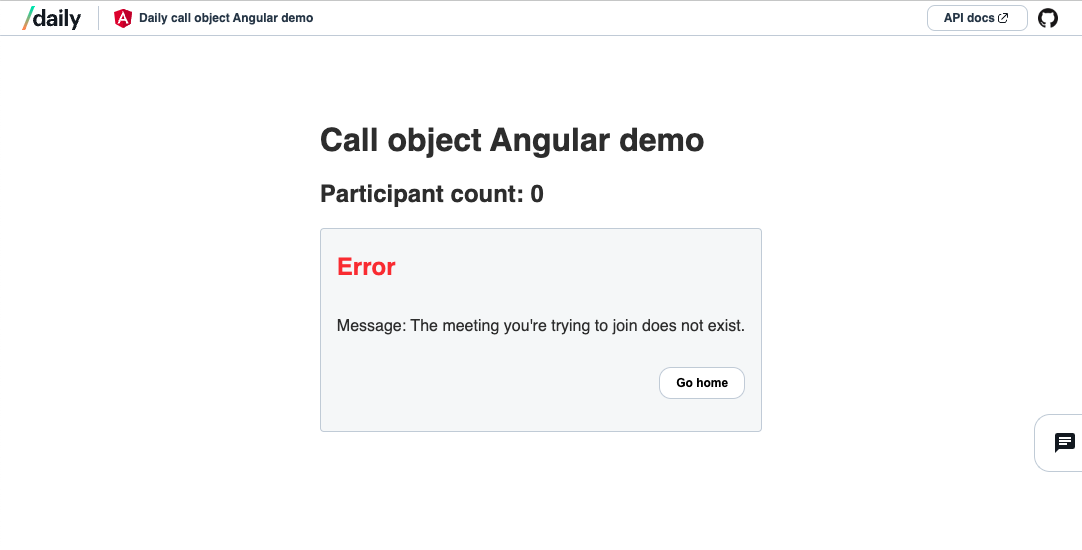 /daily
Daily call object Angular demo
API docs
Call object Angular demo
Participant count: 0
Error
Message: The meeting you're trying to join does not exist.
Go home